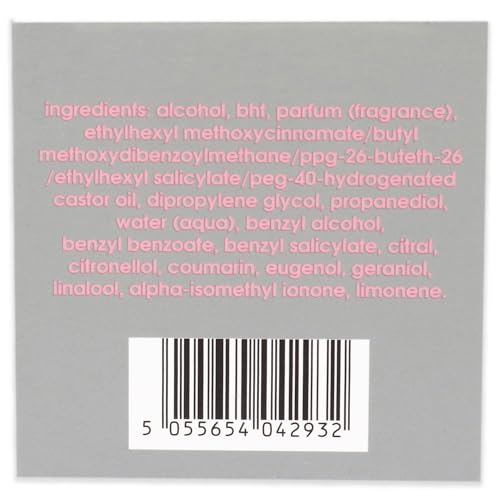 ingredients: alcohol, bht, parfum (fragrance),
ethylhexyl methoxycinnamate/butyl
methoxydibenzoylmethane/ppg-26-buteth-26
/ethylhexyl salicylate/peg-40-hydrogenated
castor oil, dipropylene glycol, propanediol,
water (aqua), benzyl alcohol,
benzyl benzoate, benzyl salicylate, citral,
citronellol, coumarin, eugenol, geraniol,
linalool, alpha-isomethyl ionone, limonene.
5 055654 042932